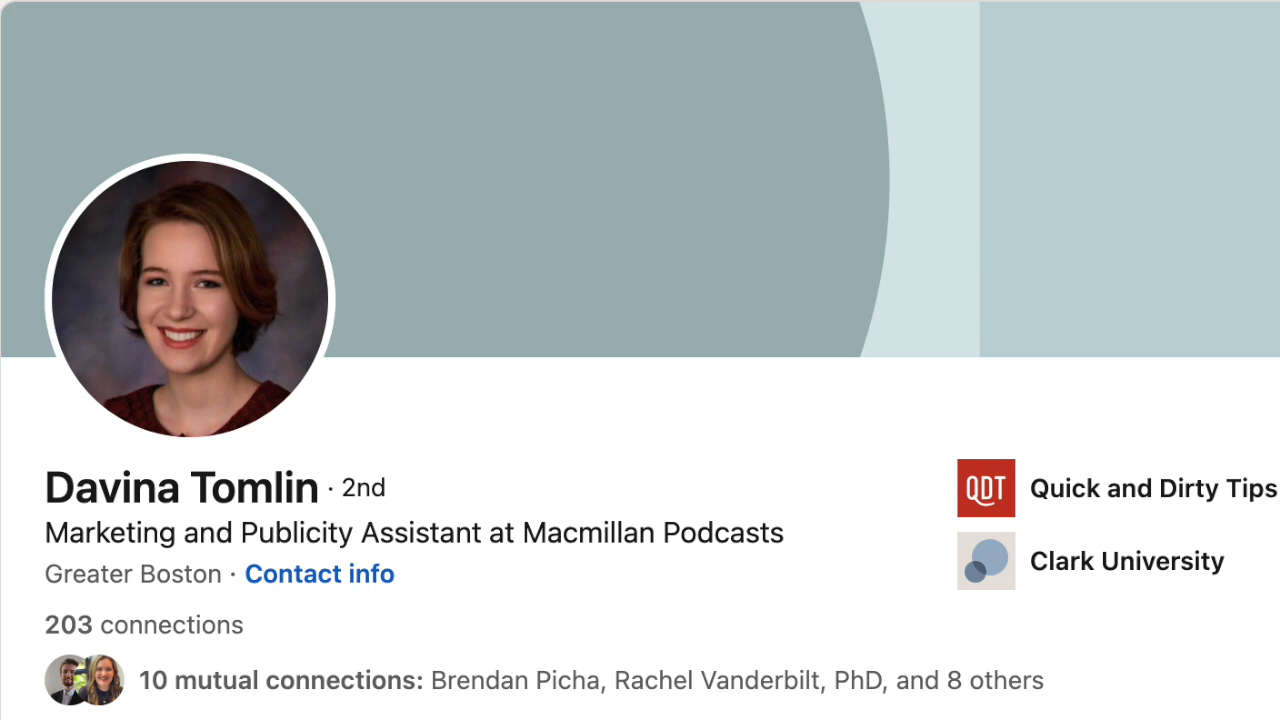 Davina Tomlin · 2nd
Marketing and Publicity Assistant at Macmillan Podcasts
Greater Boston · Contact info
203 connections
10 mutual connections: Brendan Picha, Rachel Vanderbilt, PhD, and 8 others
QDT Quick and Dirty Tips
Clark University